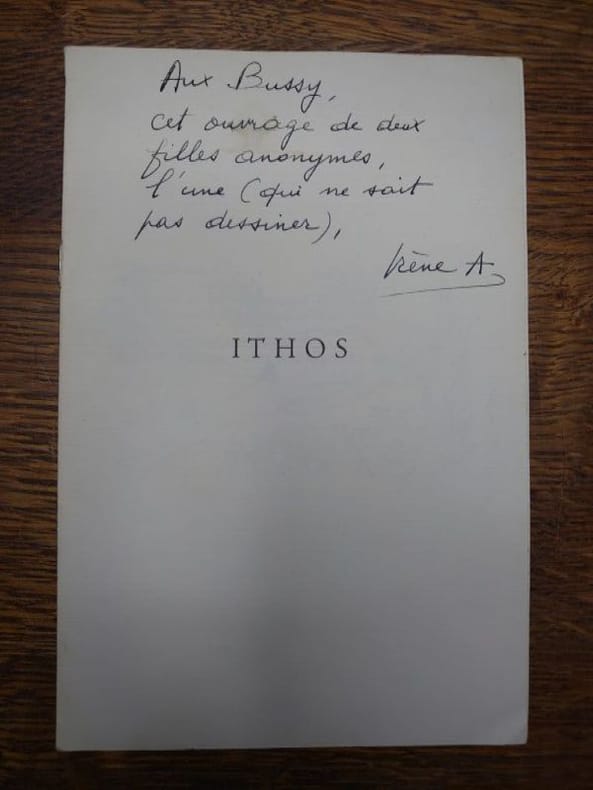 Aux Bussy,
cet ouvrage de deux
filles anonymes,
l'une (qui ne sait
pas dessiner),
Irène A
ITHOS